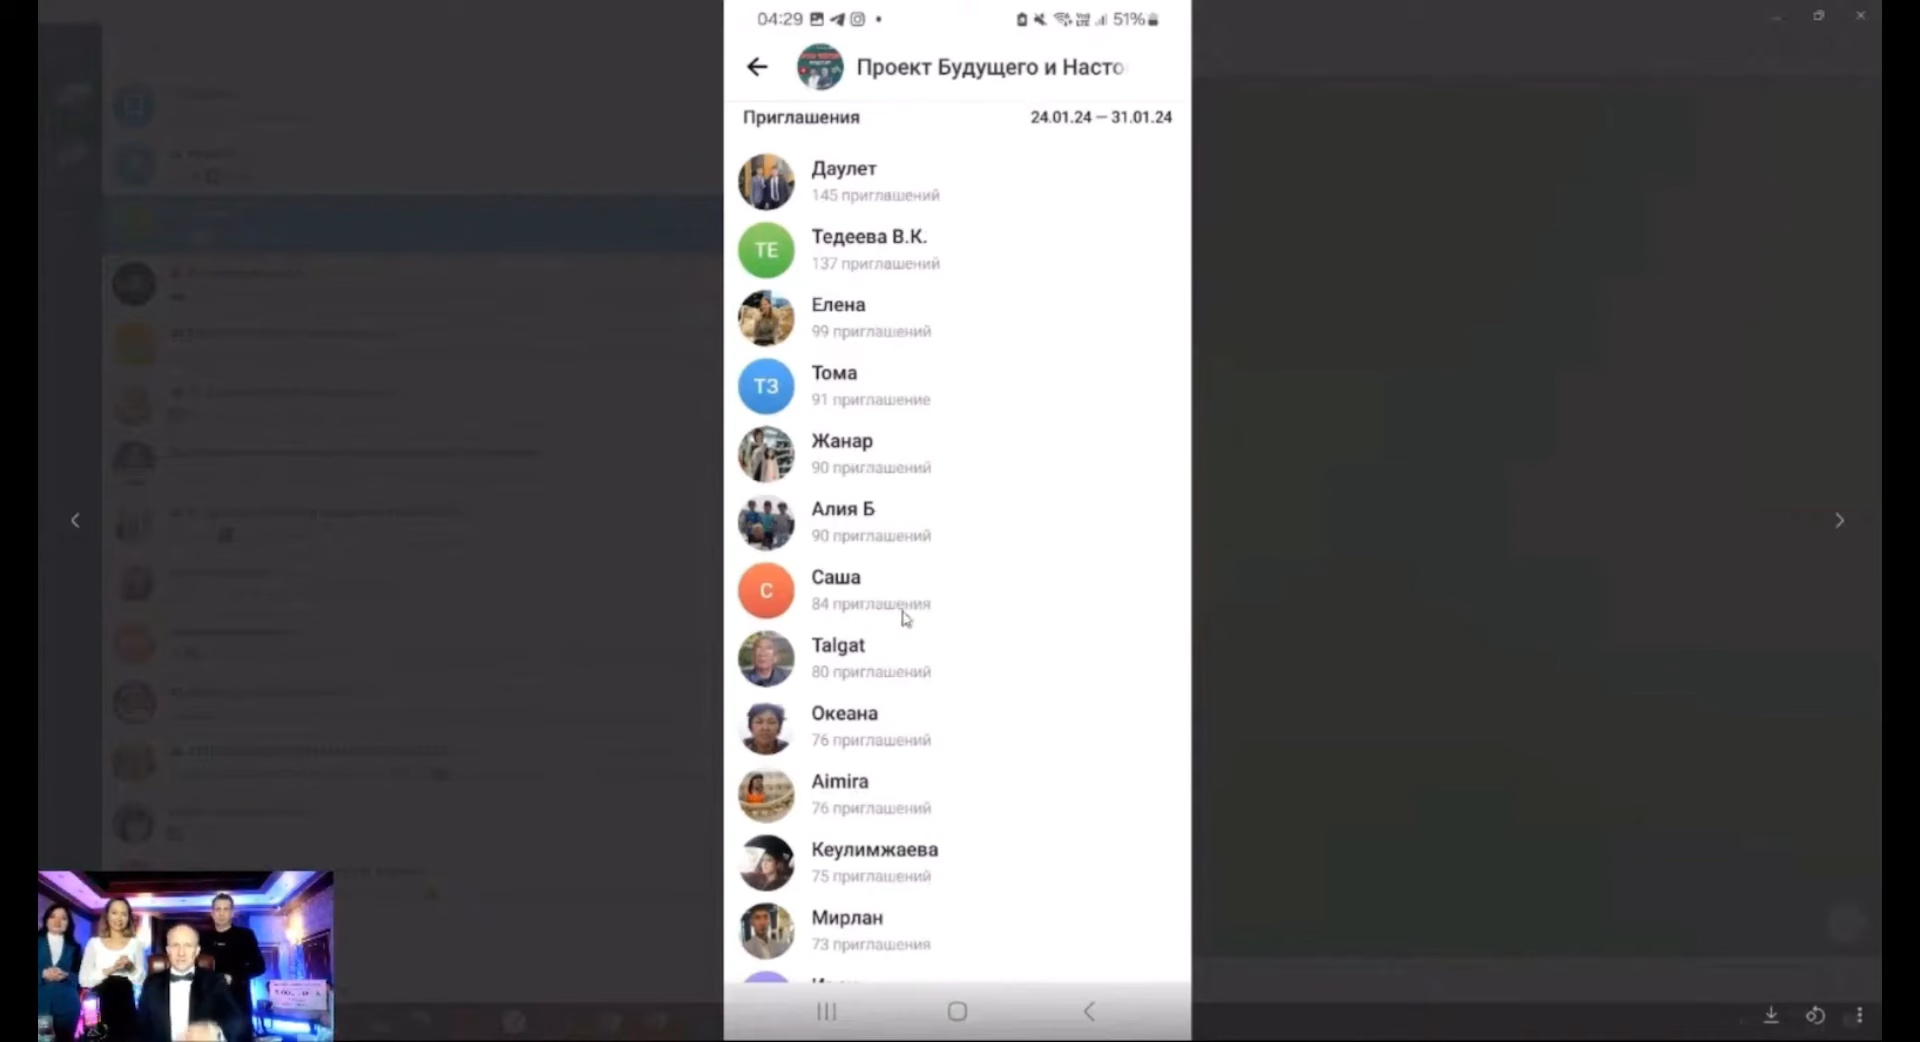 04:29
51%
Проект Будущего и Насто
Приглашения
24.01.24 — 31.01.24
Даулет
145 приглашений
ТЕ
Тедеева В.К.
137 приглашений
Елена
99 приглашений
ТЗ
Тома
91 приглашение
Жанар
90 приглашений
Алия Б
90 приглашений
С
Саша
84 приглашения
Talgat
80 приглашений
Океана
76 приглашений
Aimira
76 приглашений
Кеулимжаева
75 приглашений
Мирлан
73 приглашения